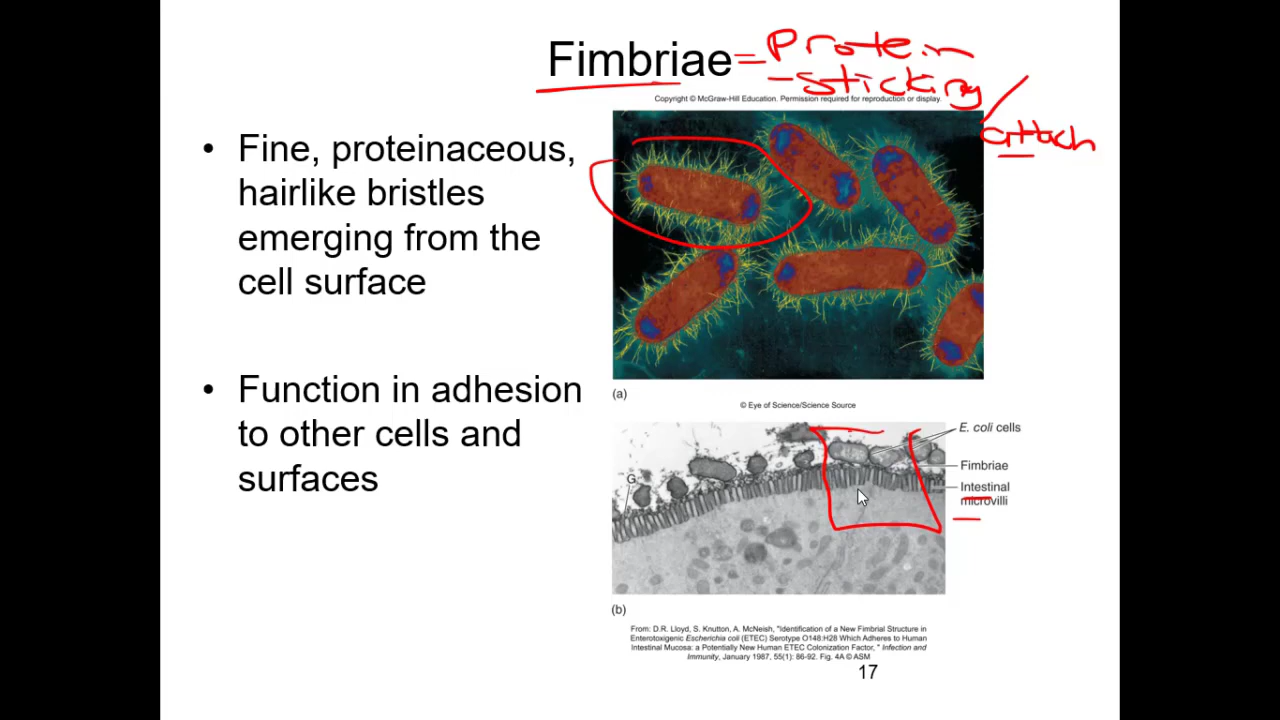 Fimbriae = Protein
- sticking/
attach
Copyright © McGraw-Hill Education. Permission required for reproduction or display.
• Fine, proteinaceous,
hairlike bristles
emerging from the
cell surface
• Function in adhesion
to other cells and
surfaces
(a)
© Eye of Science/Science Source
E. coli cells
Fimbriae
Intestinal
microvilli
G
(b)
From: D.R. Lloyd, S. Knutton, A. McNeish, "Identification of a New Fimbrial Structure in
Enterotoxigenic Escherichia coli (ETEC) Serotype O148:H28 Which Adheres to Human
Intestinal Mucosa: a Potentially New Human ETEC Colonization Factor, " Infection and
Immunity, January 1987, 55(1): 86-92. Fig. 4A © ASM
17